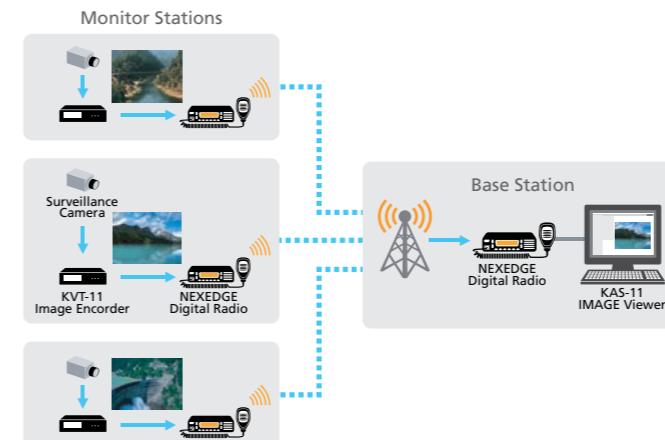 Monitor Stations
Surveillance
Camera
KVT-11
Image Encorder
NEXEDGE
Digital Radio
Base Station
NEXEDGE
Digital Radio
KAS-11
IMAGE Viewer